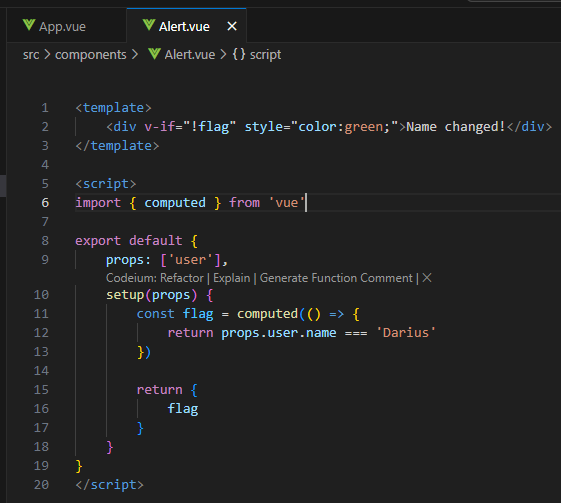 App.vue Alert.vue ×
src > components > Alert.vue > {} script
1 <template>
2 <div v-if="!flag" style="color:green;">Name changed!</div>
3 </template>
4
5 <script>
6 import { computed } from 'vue'
7
8 export default {
9 props: ['user'],
Codeium: Refactor | Explain | Generate Function Comment | ×
10 setup(props) {
11 const flag = computed(() => {
12 return props.user.name === 'Darius'
13 })
14
15 return {
16 flag
17 }
18 }
19 }
20 </script>